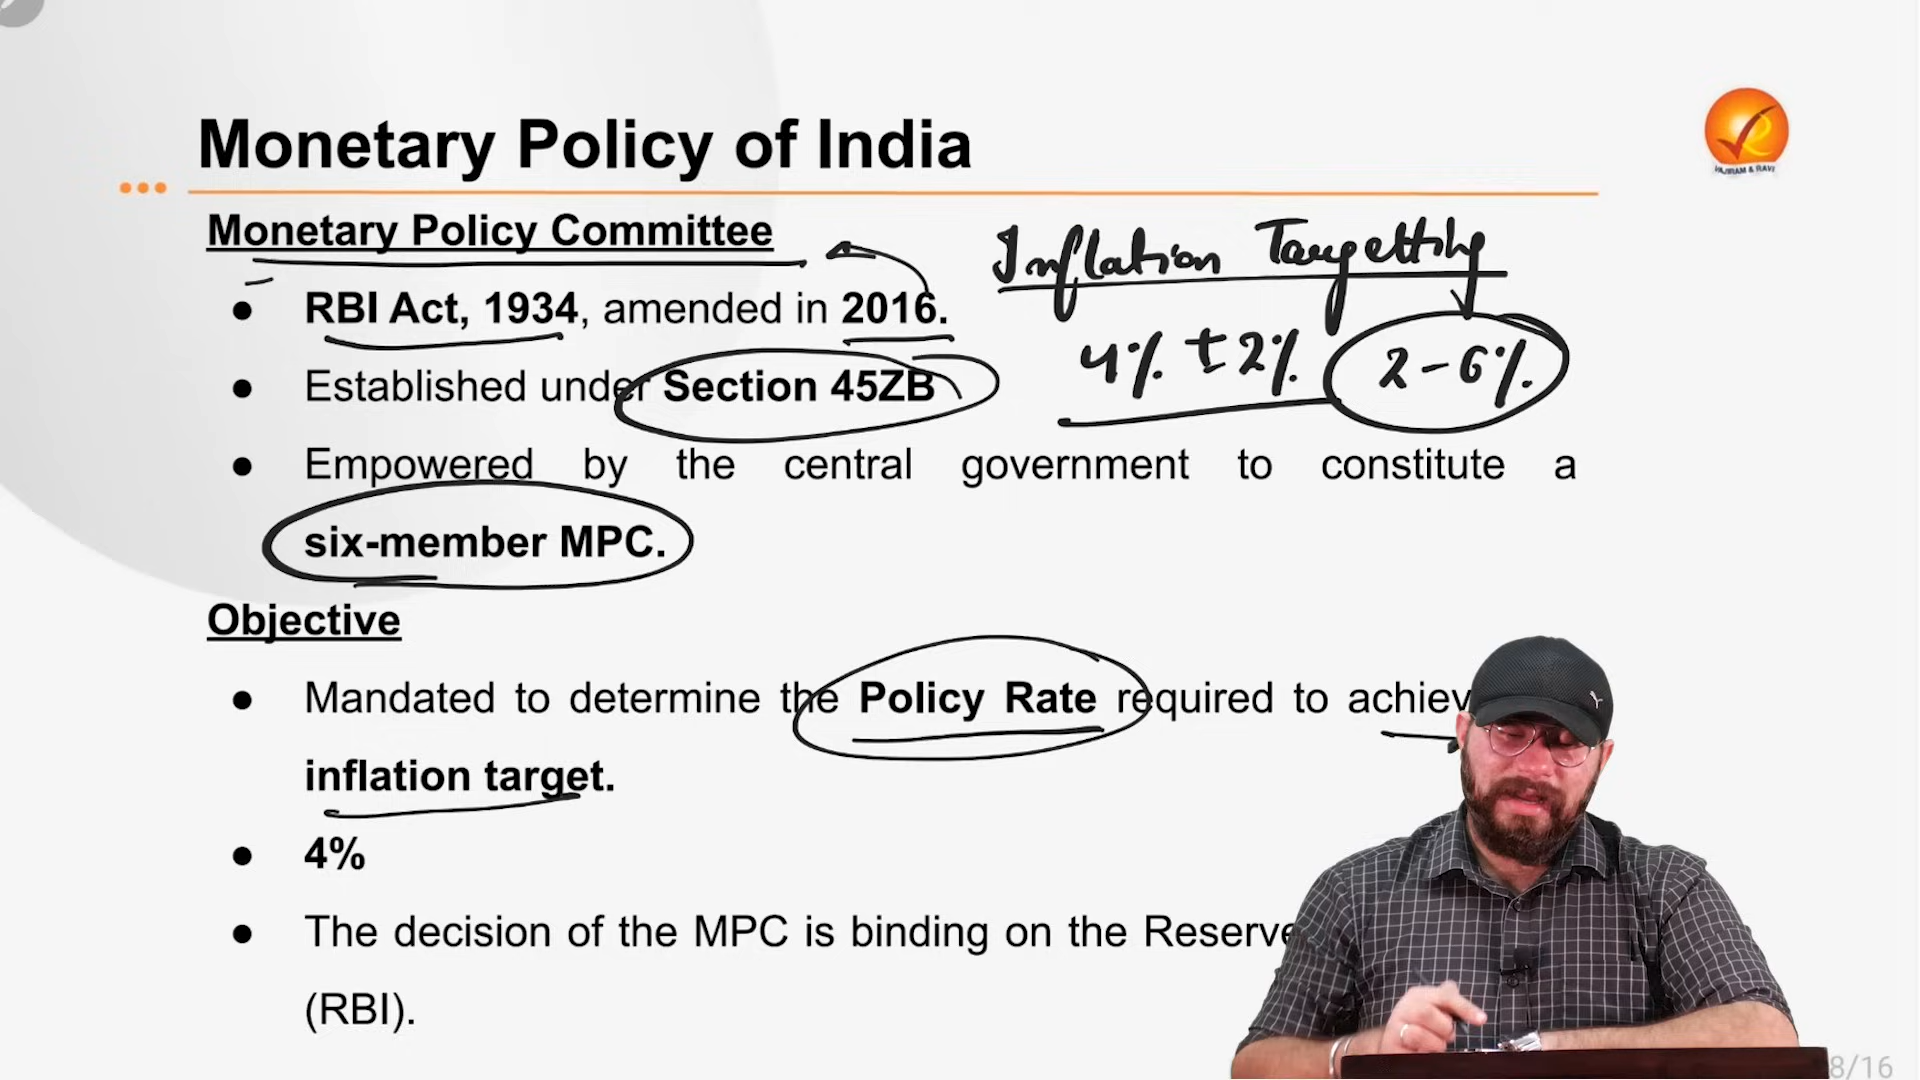 Monetary Policy of India
VAJIRAM & RAVI
Monetary Policy Committee
Inflation Targetting
● RBI Act, 1934, amended in 2016.
4% ± 2% 2-6%
● Established under Section 45ZB
● Empowered by the central government to constitute a
six-member MPC.
Objective
● Mandated to determine the Policy Rate required to achiev
inflation target.
● 4%
● The decision of the MPC is binding on the Reserve
(RBI).
8/16